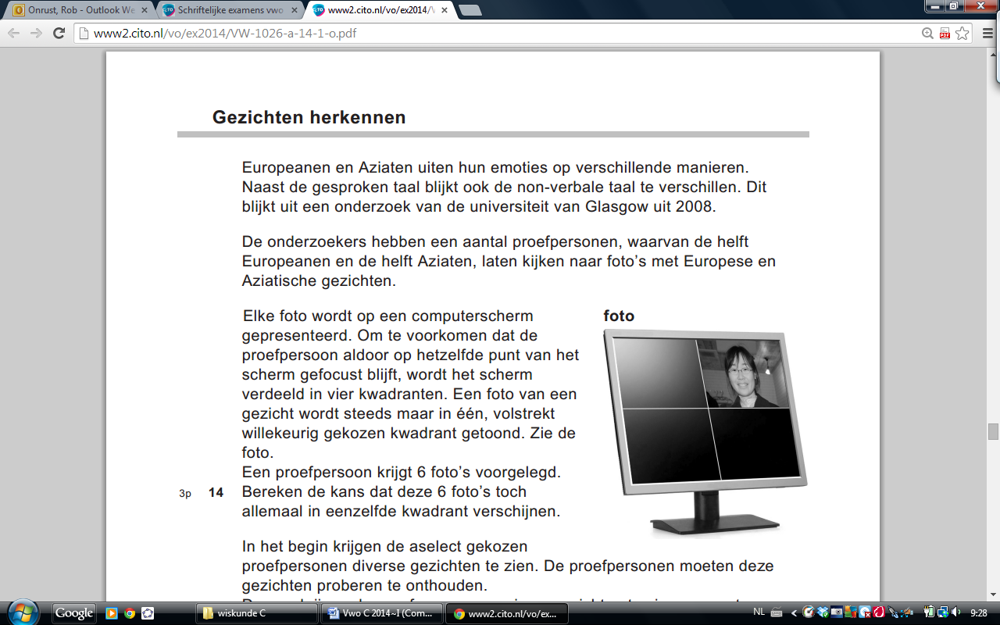 Onrust, Rob - Outlook We
Schriftelijke examens vwo
www2.cito.nl/vo/ex2014/V
www2.cito.nl/vo/ex2014/VW-1026-a-14-1-o.pdf
Gezichten herkennen
Europeanen en Aziaten uiten hun emoties op verschillende manieren.
Naast de gesproken taal blijkt ook de non-verbale taal te verschillen. Dit
blijkt uit een onderzoek van de universiteit van Glasgow uit 2008.
De onderzoekers hebben een aantal proefpersonen, waarvan de helft
Europeanen en de helft Aziaten, laten kijken naar foto's met Europese en
Aziatische gezichten.
Elke foto wordt op een computerscherm
gepresenteerd. Om te voorkomen dat de
proefpersoon aldoor op hetzelfde punt van het
scherm gefocust blijft, wordt het scherm
verdeeld in vier kwadranten. Een foto van een
gezicht wordt steeds maar in één, volstrekt
willekeurig gekozen kwadrant getoond. Zie de
foto.
foto
Een proefpersoon krijgt 6 foto's voorgelegd.
3p 14 Bereken de kans dat deze 6 foto's toch
allemaal in eenzelfde kwadrant verschijnen.
In het begin krijgen de aselect gekozen
proefpersonen diverse gezichten te zien. De proefpersonen moeten deze
gezichten proberen te onthouden.
Google
wiskunde C
Vwo C 2014~I (Com...
www2.cito.nl/vo/ex...
NL
9:28